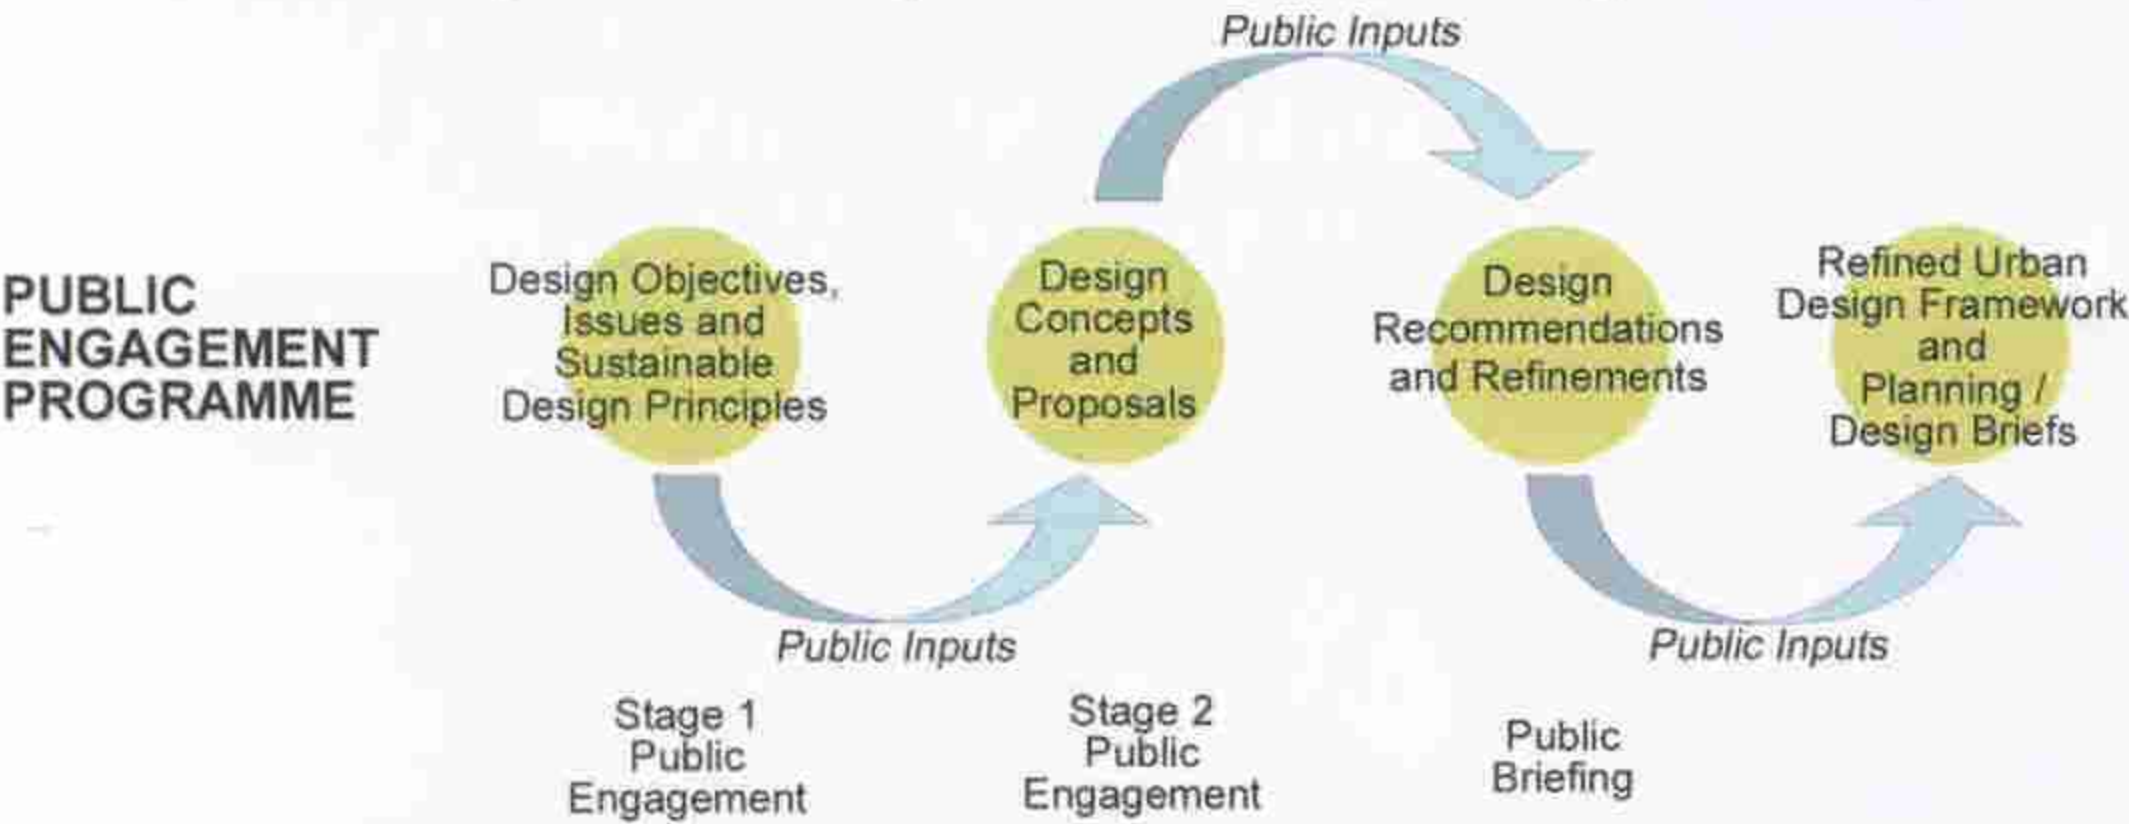 Public Inputs
PUBLIC
ENGAGEMENT
PROGRAMME
Design Objectives,
Issues and
Sustainable
Design Principles
Design
Concepts
and
Proposals
Design
Recommendations
and Refinements
Refined Urban
Design Framework
and
Planning /
Design Briefs
Public Inputs
Public Inputs
Stage 1
Public
Engagement
Stage 2
Public
Engagement
Public
Briefing